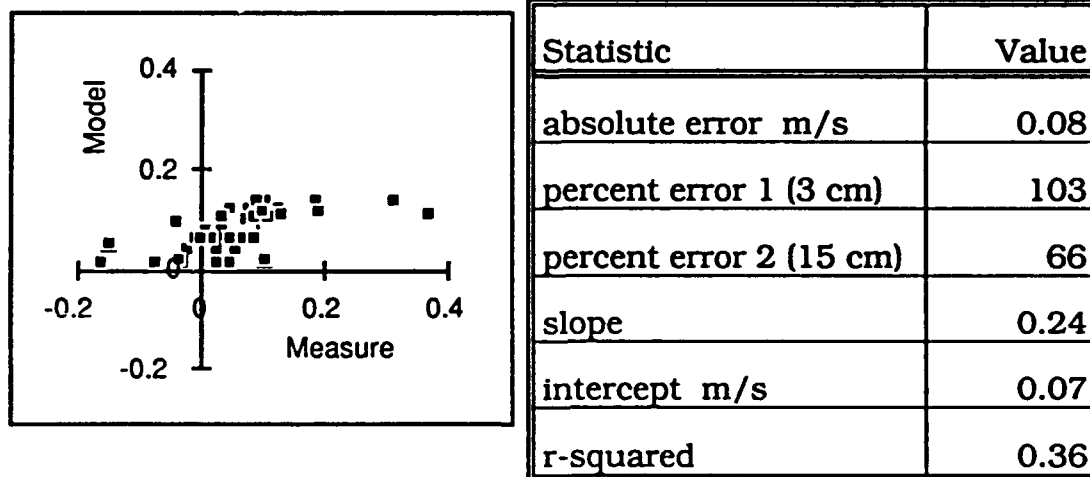 0.4
Model
0.2
0
-0.2 0 0.2 0.4
Measure
-0.2
Statistic Value
absolute error m/s 0.08
percent error 1 (3 cm) 103
percent error 2 (15 cm) 66
slope 0.24
intercept m/s 0.07
r-squared 0.36